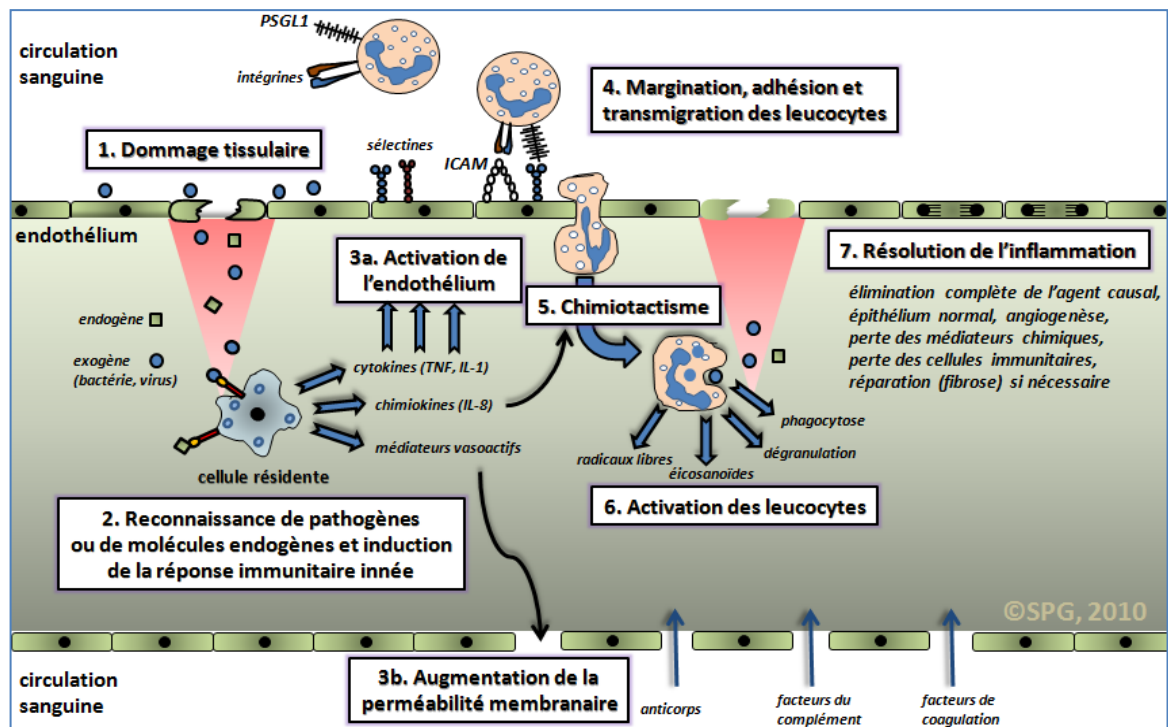 PSGL1
circulation
sanguine
intégrines
4. Margination, adhésion et
transmigration des leucocytes
1. Dommage tissulaire
sélectines
ICAM
endothélium
3a. Activation de
l'endothélium
7. Résolution de l'inflammation
élimination complète de l'agent causal,
épithélium normal, angiogenèse,
perte des médiateurs chimiques,
perte des cellules immunitaires,
réparation (fibrose) si nécessaire
5. Chimiotactisme
endogène
exogène
(bactérie, virus)
cytokines (TNF, IL-1)
chimiokines (IL-8)
médiateurs vasoactifs
cellule résidente
phagocytose
dégranulation
radicaux libres
éicosanoïdes
6. Activation des leucocytes
2. Reconnaissance de pathogènes
ou de molécules endogènes et induction
de la réponse immunitaire innée
©SPG, 2010
circulation
sanguine
3b. Augmentation de la
perméabilité membranaire
anticorps
facteurs du
complément
facteurs de
coagulation